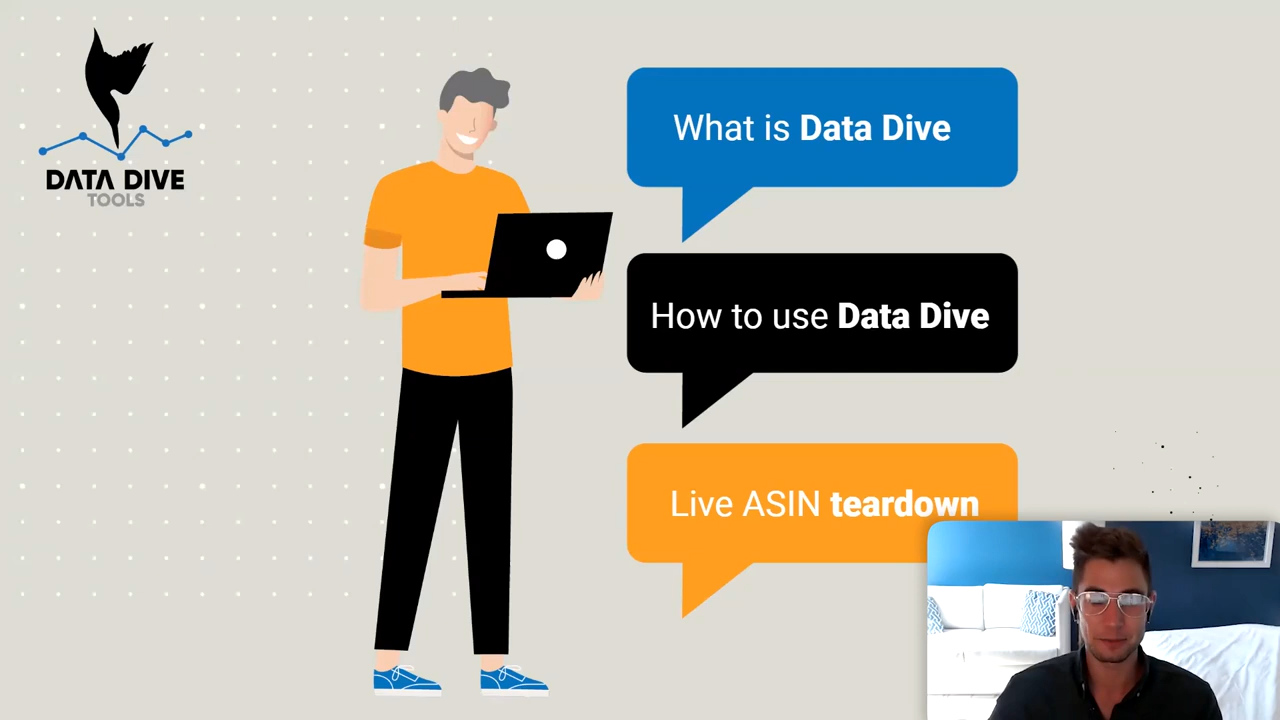 DATA DIVE
TOOLS
What is Data Dive
How to use Data Dive
Live ASIN teardown